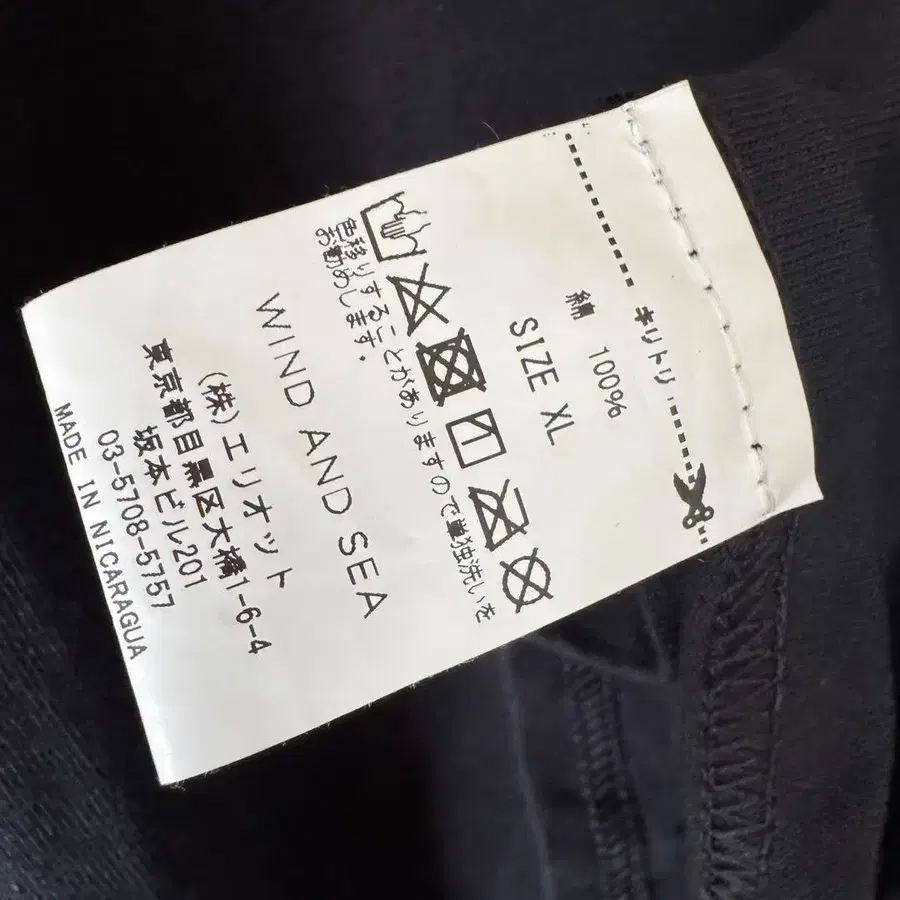 キリトリ
綿 100%
SIZE XL
色移りすることがありますので単独洗いを
お勧めします.
WIND AND SEA
(株)エリオット
東京都目黒区大橋1-6-4
坂本ビル201
03-5708-5757
MADE IN NICARAGUA